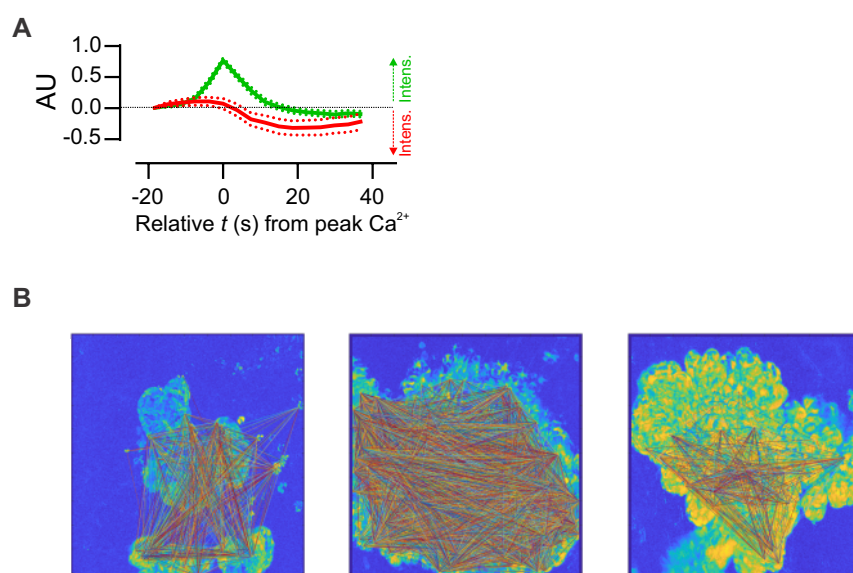 A
1.0
0.5
0.0
-0.5
AU
Intens.
Intens.
-20 0 20 40
Relative t (s) from peak Ca²⁺
B